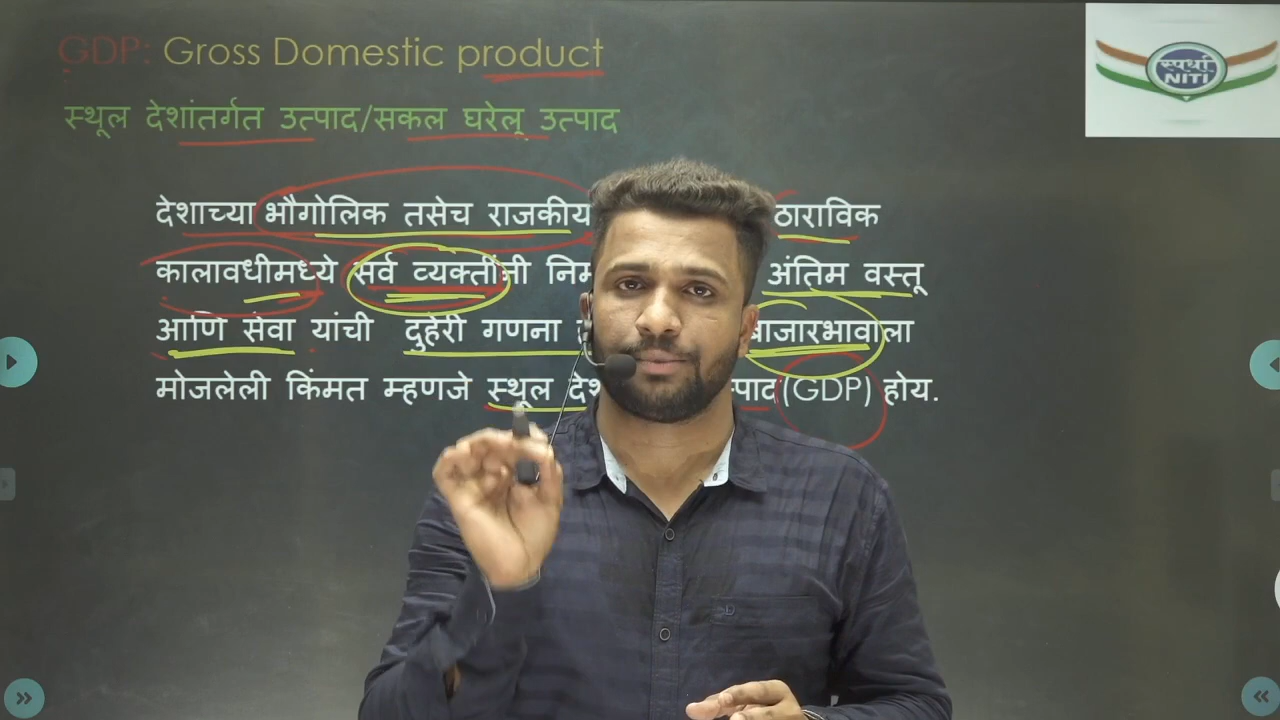 GDP: Gross Domestic product
स्पर्धा
NITI
स्थूल देशांतर्गत उत्पाद/सकल घरेलू उत्पाद
देशाच्या भौगोलिक तसेच राजकीय ठाराविक
कालावधीमध्ये सर्व व्यक्तींनी अंतिम वस्तू
आणि सेवा यांची दुहेरी गणना बाजारभावाला
मोजलेली किंमत म्हणजे स्थूल (GDP) होय.